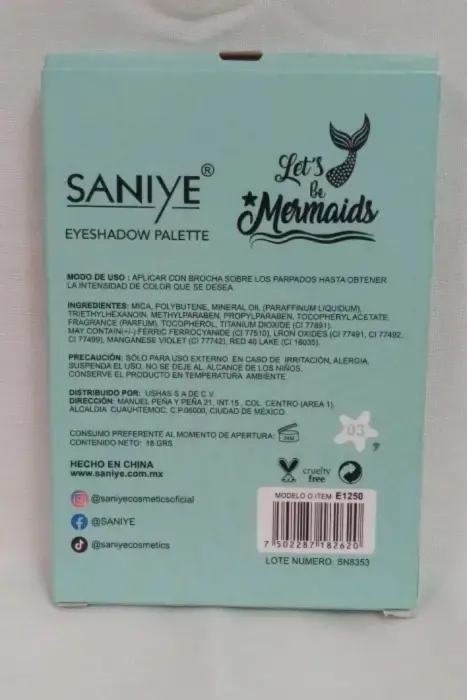 SANIYE®
EYESHADOW PALETTE
Let's
be
Mermaids
MODO DE USO : APLICAR CON BROCHA SOBRE LOS PARPADOS HASTA OBTENER
LA INTENSIDAD DE COLOR QUE SE DESEA.
INGREDIENTES: MICA, POLYBUTENE, MINERAL OIL (PARAFFINUM LIQUIDUM),
TRIETHYLHEXANOIN, METHYLPARABEN, PROPYLPARABEN, TOCOPHERYL ACETATE,
FRAGRANCE (PARFUM), TOCOPHEROL, TITANIUM DIOXIDE (CI 77891).
MAY CONTAIN(+/-):FERRIC FERROCYANIDE (CI 77510), LRON OXIDES (CI 77491, CI 77492,
CI 77499), MANGANESE VIOLET (CI 77742), RED 40 LAKE (CI 16035).
PRECAUCIÓN: SÓLO PARA USO EXTERNO. EN CASO DE IRRITACIÓN, ALERGIA,
SUSPENDA EL USO. NO SE DEJE AL ALCANCE DE LOS NIÑOS.
CONSERVE EL PRODUCTO EN TEMPERATURA AMBIENTE.
DISTRIBUIDO POR: USHAS S A DE C.V.
DIRECCIÓN: MANUEL PEÑA Y PEÑA 21, INT 15 , COL. CENTRO (AREA 1)
ALCALDIA CUAUHTEMOC, C.P.06000, CIUDAD DE MÉXICO.
CONSUMO PREFERENTE AL MOMENTO DE APERTURA:
24M
CONTENIDO NETO: 18 GRS
03
HECHO EN CHINA
www.saniye.com.mx
cruelty
free
@saniyecosmeticsoficial
@SANIYE
@saniyecosmetics
MODELO O ITEM: E1250
7 502287 182620
LOTE NUMERO: SN8353